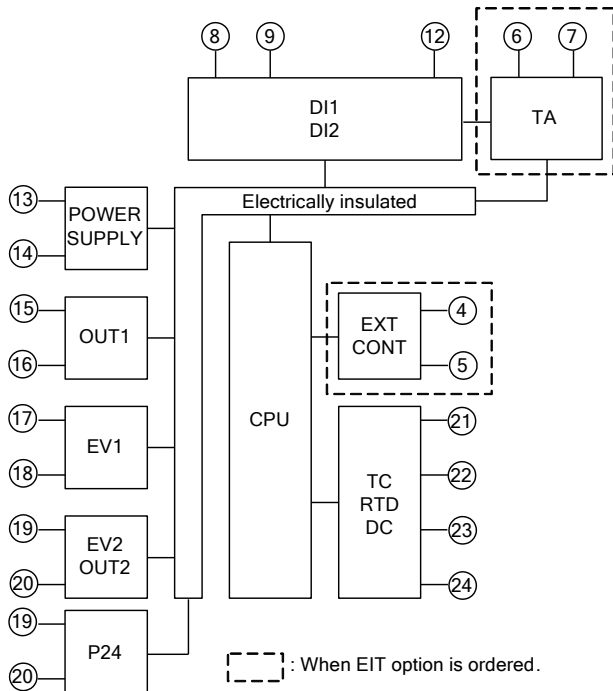 8 9 12 6 7
DI1
DI2
TA
Electrically insulated
13
14
POWER
SUPPLY
15
16
OUT1
17
18
EV1
19
20
EV2
OUT2
19
20
P24
CPU
EXT
CONT
4
5
TC
RTD
DC
21
22
23
24
: When EIT option is ordered.